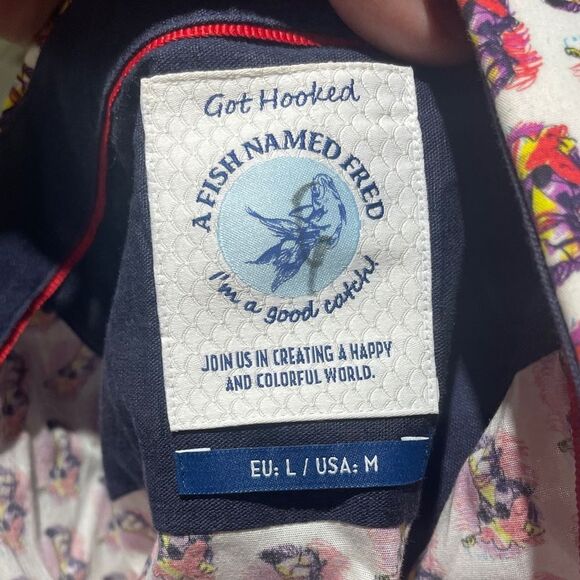 Got Hooked
A FISH NAMED FRED
I'm a good catch!
JOIN US IN CREATING A HAPPY
AND COLORFUL WORLD.
EU: L / USA: M